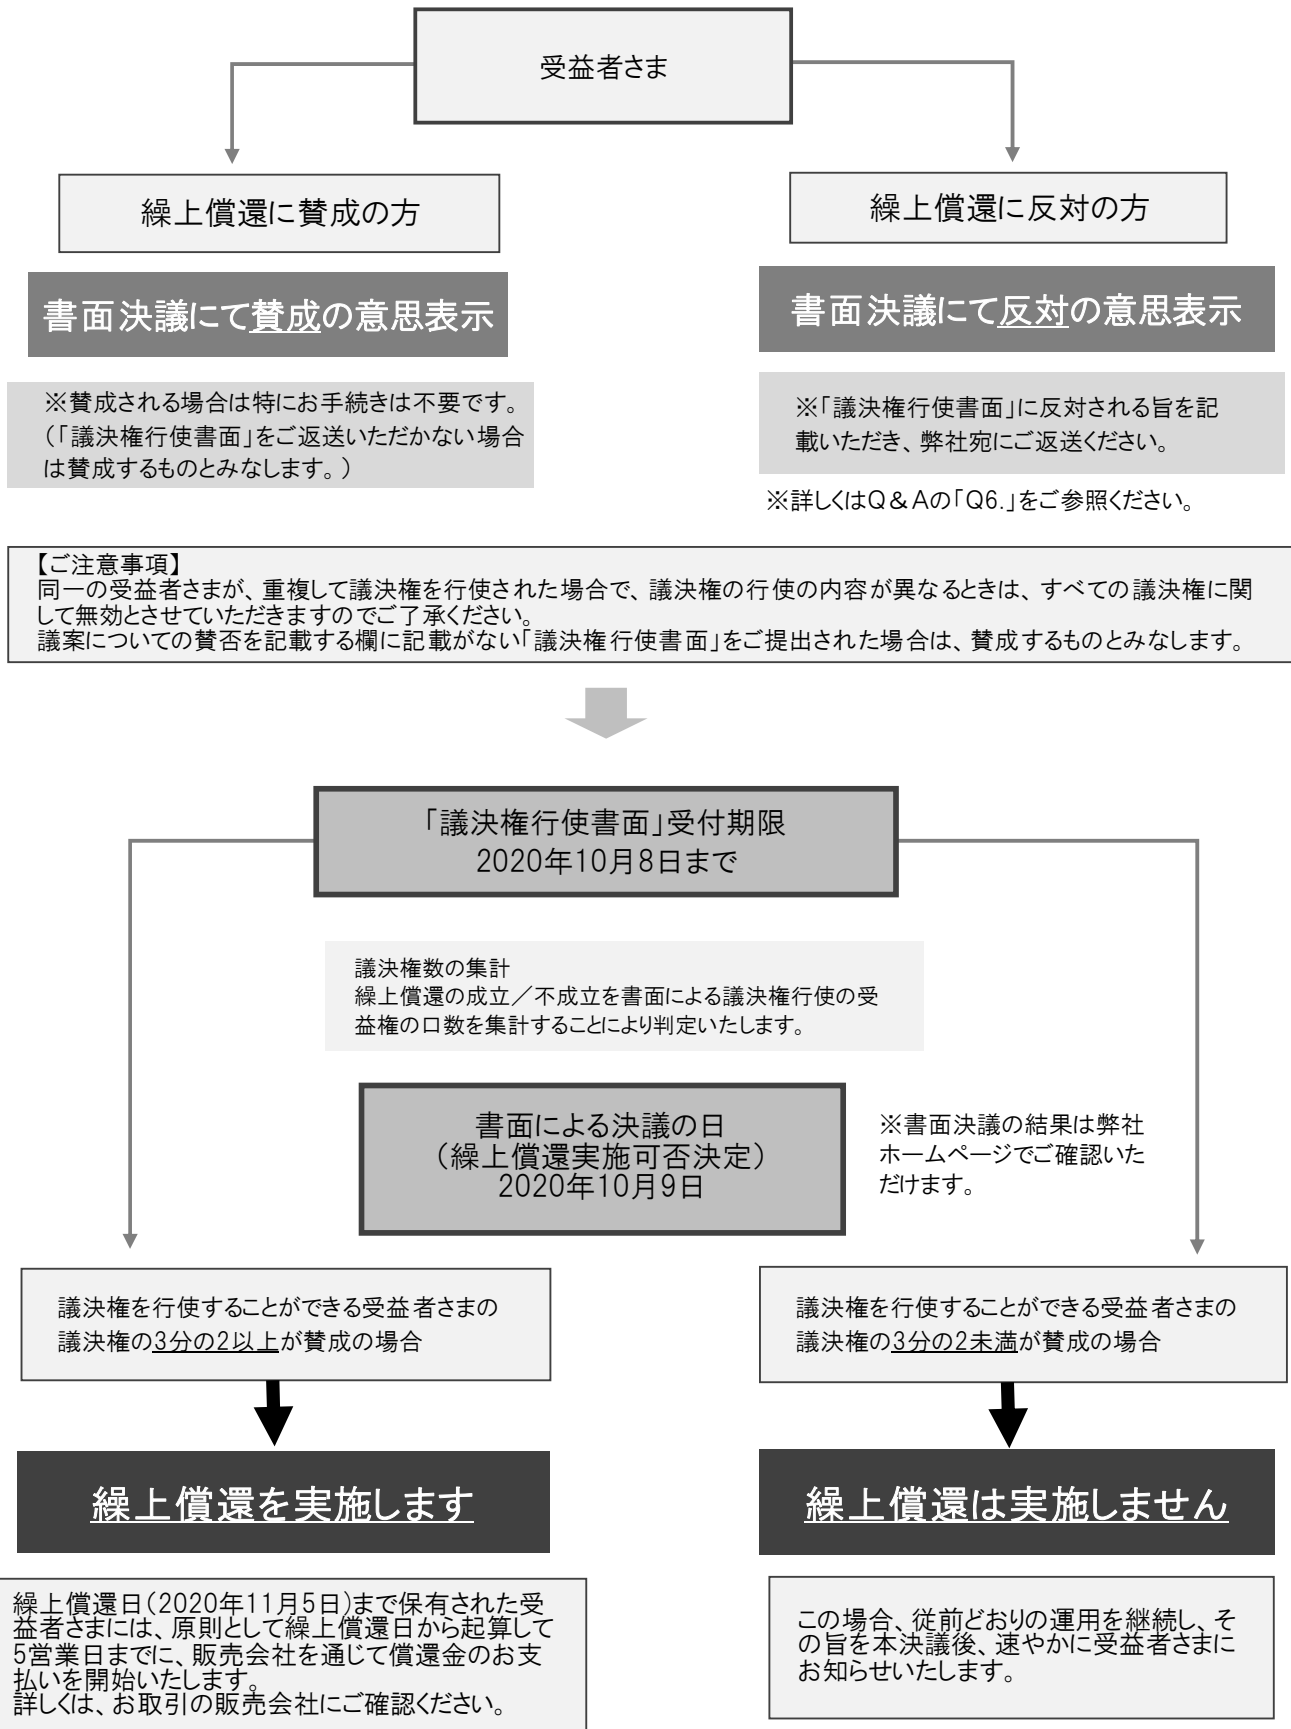 受益者さま
繰上償還に賛成の方
繰上償還に反対の方
書面決議にて賛成の意思表示
書面決議にて反対の意思表示
※賛成される場合は特にお手続きは不要です。
（「議決権行使書面」をご返送いただかない場合
は賛成するものとみなします。）
※「議決権行使書面」に反対される旨を記
載いただき、弊社宛にご返送ください。
※詳しくはQ＆Aの「Q6.」をご参照ください。
【ご注意事項】
同一の受益者さまが、重複して議決権を行使された場合で、議決権の行使の内容が異なるときは、すべての議決権に関
して無効とさせていただきますのでご了承ください。
議案についての賛否を記載する欄に記載がない「議決権行使書面」をご提出された場合は、賛成するものとみなします。
「議決権行使書面」受付期限
2020年10月8日まで
議決権数の集計
繰上償還の成立／不成立を書面による議決権行使の受
益権の口数を集計することにより判定いたします。
書面による決議の日
（繰上償還実施可否決定）
2020年10月9日
※書面決議の結果は弊社
ホームページでご確認いた
だけます。
議決権を行使することができる受益者さまの
議決権の3分の2以上が賛成の場合
議決権を行使することができる受益者さまの
議決権の3分の2未満が賛成の場合
繰上償還を実施します
繰上償還は実施しません
繰上償還日（2020年11月5日）まで保有された受
益者さまには、原則として繰上償還日から起算して
5営業日までに、販売会社を通じて償還金のお支
払いを開始いたします。
詳しくは、お取引の販売会社にご確認ください。
この場合、従前どおりの運用を継続し、そ
の旨を本決議後、速やかに受益者さまに
お知らせいたします。